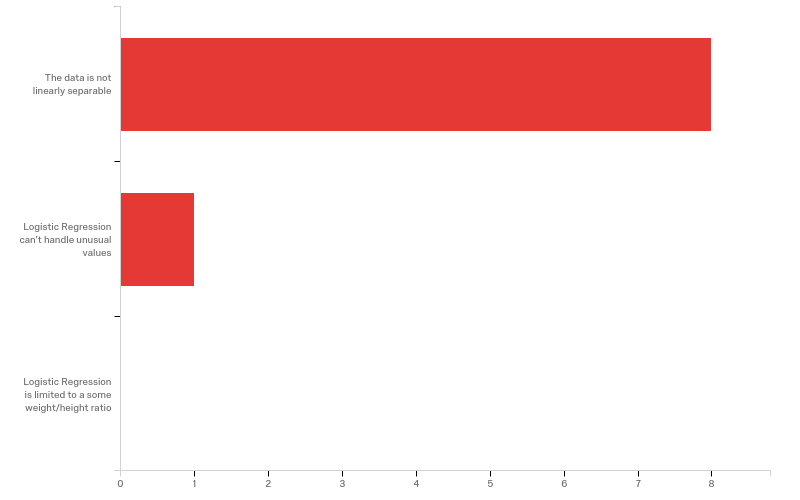 The data is not
linearly separable
Logistic Regression
can't handle unusual
values
Logistic Regression
is limited to a some
weight/height ratio
0 1 2 3 4 5 6 7 8